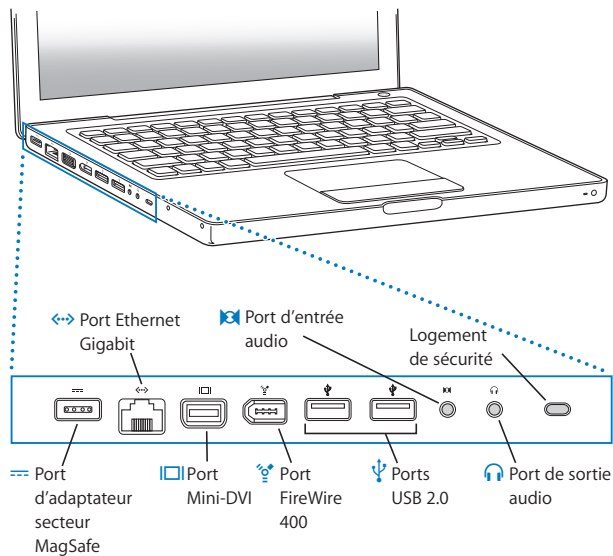 Port Ethernet
Gigabit
Port d'entrée
audio
Logement
de sécurité
Port
d'adaptateur
secteur
MagSafe
Port
Mini-DVI
Port
FireWire
400
Ports
USB 2.0
Port de sortie
audio